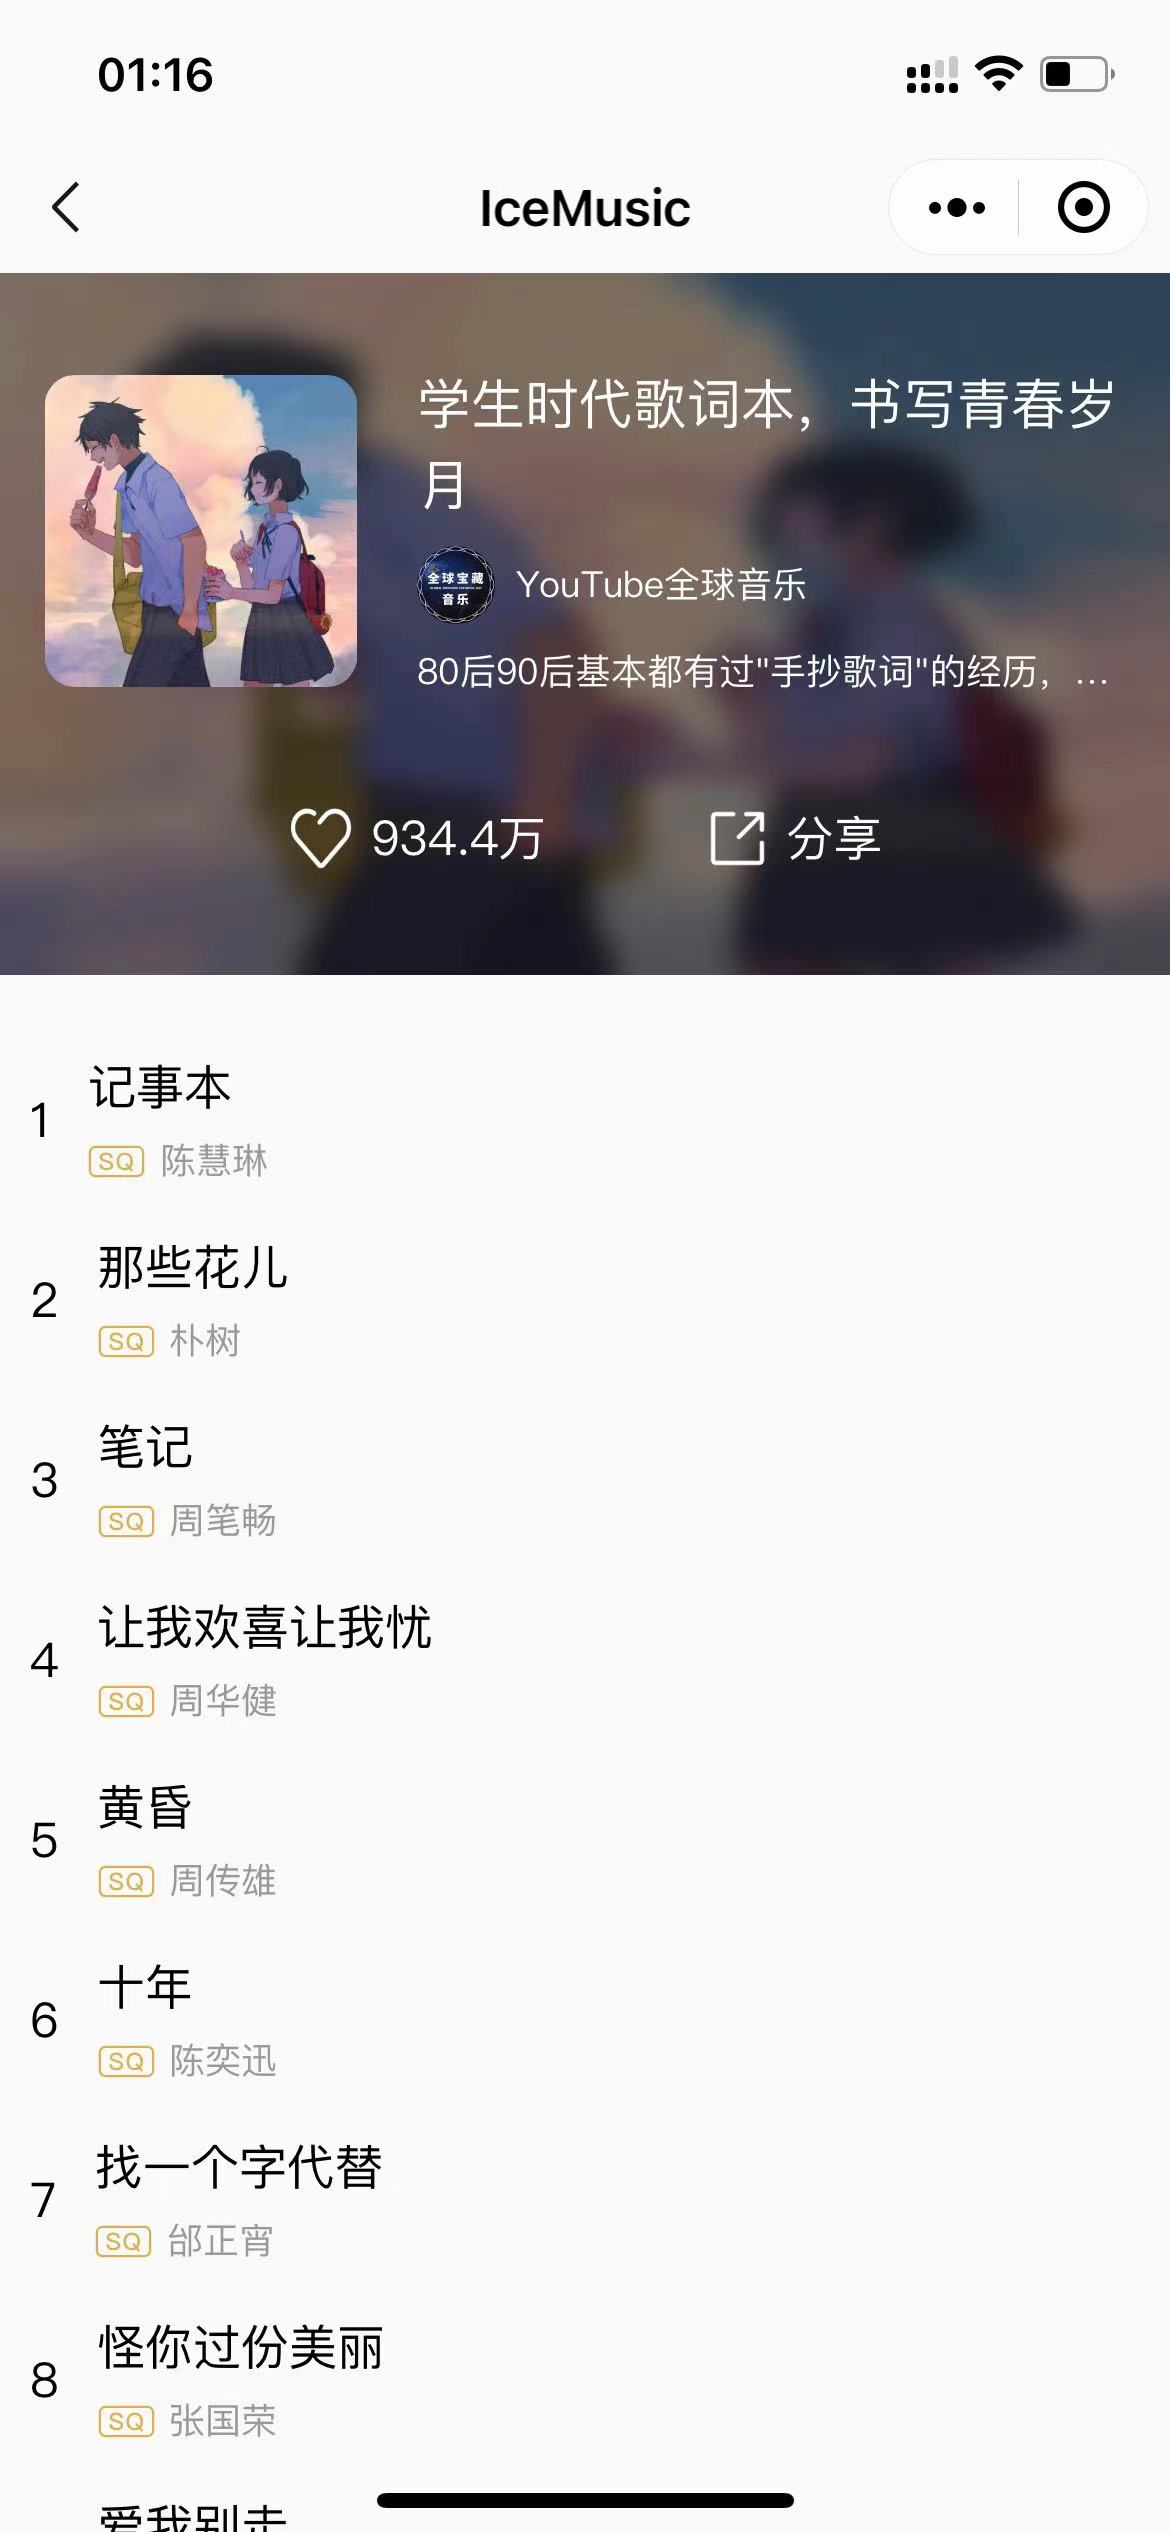 01:16
IceMusic
学生时代歌词本，书写青春岁
月
全球宝藏
音乐
YouTube全球音乐
80后90后基本都有过"手抄歌词"的经历，...
934.4万
分享
1
记事本
SQ 陈慧琳
2
那些花儿
SQ 朴树
3
笔记
SQ 周笔畅
4
让我欢喜让我忧
SQ 周华健
5
黄昏
SQ 周传雄
6
十年
SQ 陈奕迅
7
找一个字代替
SQ 邰正宵
8
怪你过份美丽
SQ 张国荣
爱我别走